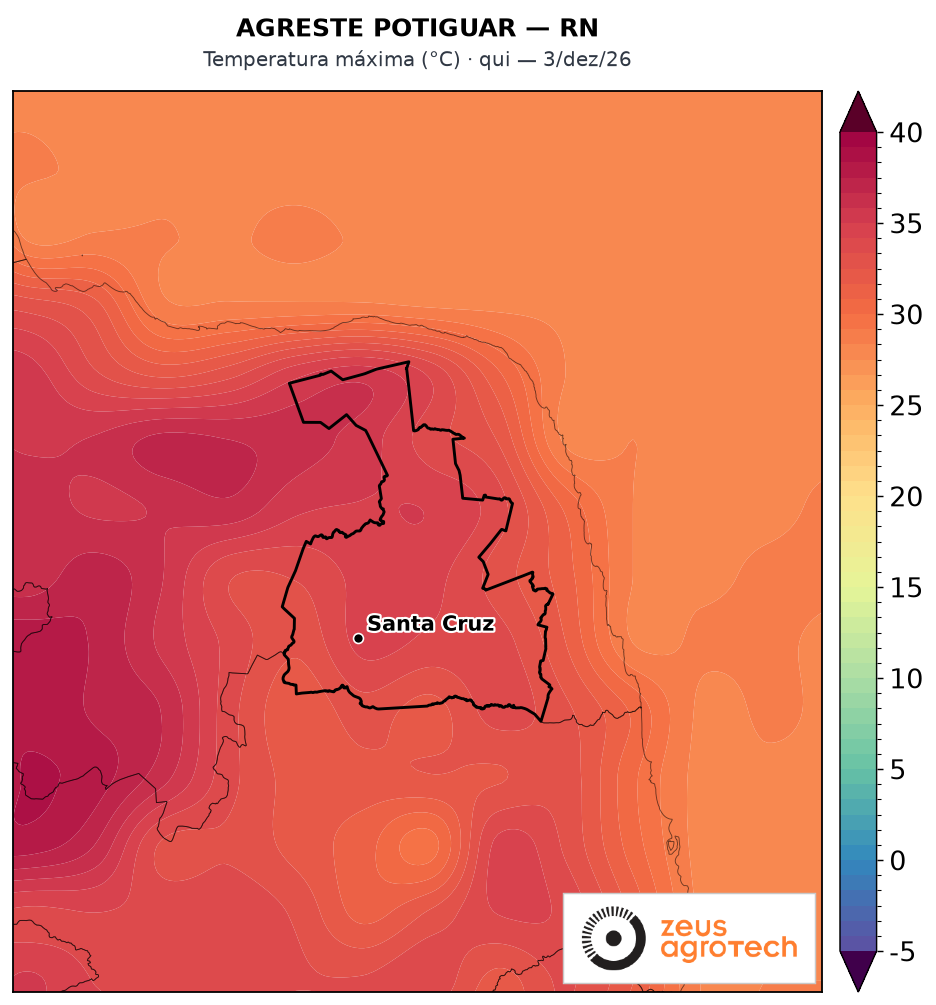 AGRESTE POTIGUAR — RN
Temperatura máxima (°C) · qui — 3/dez/26
40
35
30
25
20
15
10
5
0
-5
Santa Cruz
zeus
agrotech